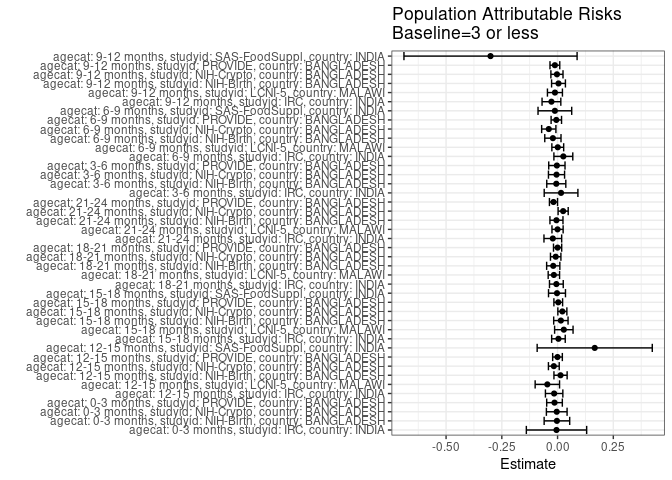 Population Attributable Risks
Baseline=3 or less
agecat: 9-12 months, studyid: SAS-FoodSuppl, country: INDIA
agecat: 9-12 months, studyid: PROVIDE, country: BANGLADESH
agecat: 9-12 months, studyid: NIH-Crypto, country: BANGLADESH
agecat: 9-12 months, studyid: NIH-Birth, country: BANGLADESH
agecat: 9-12 months, studyid: LCNI-5, country: MALAWI
agecat: 9-12 months, studyid: IRC, country: INDIA
agecat: 6-9 months, studyid: SAS-FoodSuppl, country: INDIA
agecat: 6-9 months, studyid: PROVIDE, country: BANGLADESH
agecat: 6-9 months, studyid: NIH-Crypto, country: BANGLADESH
agecat: 6-9 months, studyid: NIH-Birth, country: BANGLADESH
agecat: 6-9 months, studyid: LCNI-5, country: MALAWI
agecat: 6-9 months, studyid: IRC, country: INDIA
agecat: 3-6 months, studyid: PROVIDE, country: BANGLADESH
agecat: 3-6 months, studyid: NIH-Crypto, country: BANGLADESH
agecat: 3-6 months, studyid: NIH-Birth, country: BANGLADESH
agecat: 3-6 months, studyid: IRC, country: INDIA
agecat: 21-24 months, studyid: PROVIDE, country: BANGLADESH
agecat: 21-24 months, studyid: NIH-Crypto, country: BANGLADESH
agecat: 21-24 months, studyid: NIH-Birth, country: BANGLADESH
agecat: 21-24 months, studyid: LCNI-5, country: MALAWI
agecat: 21-24 months, studyid: IRC, country: INDIA
agecat: 18-21 months, studyid: PROVIDE, country: BANGLADESH
agecat: 18-21 months, studyid: NIH-Crypto, country: BANGLADESH
agecat: 18-21 months, studyid: NIH-Birth, country: BANGLADESH
agecat: 18-21 months, studyid: LCNI-5, country: MALAWI
agecat: 18-21 months, studyid: IRC, country: INDIA
agecat: 15-18 months, studyid: SAS-FoodSuppl, country: INDIA
agecat: 15-18 months, studyid: PROVIDE, country: BANGLADESH
agecat: 15-18 months, studyid: NIH-Crypto, country: BANGLADESH
agecat: 15-18 months, studyid: NIH-Birth, country: BANGLADESH
agecat: 15-18 months, studyid: LCNI-5, country: MALAWI
agecat: 15-18 months, studyid: IRC, country: INDIA
agecat: 12-15 months, studyid: SAS-FoodSuppl, country: INDIA
agecat: 12-15 months, studyid: PROVIDE, country: BANGLADESH
agecat: 12-15 months, studyid: NIH-Crypto, country: BANGLADESH
agecat: 12-15 months, studyid: NIH-Birth, country: BANGLADESH
agecat: 12-15 months, studyid: LCNI-5, country: MALAWI
agecat: 12-15 months, studyid: IRC, country: INDIA
agecat: 0-3 months, studyid: PROVIDE, country: BANGLADESH
agecat: 0-3 months, studyid: NIH-Crypto, country: BANGLADESH
agecat: 0-3 months, studyid: NIH-Birth, country: BANGLADESH
agecat: 0-3 months, studyid: IRC, country: INDIA
-0.50 -0.25 0.00 0.25
Estimate